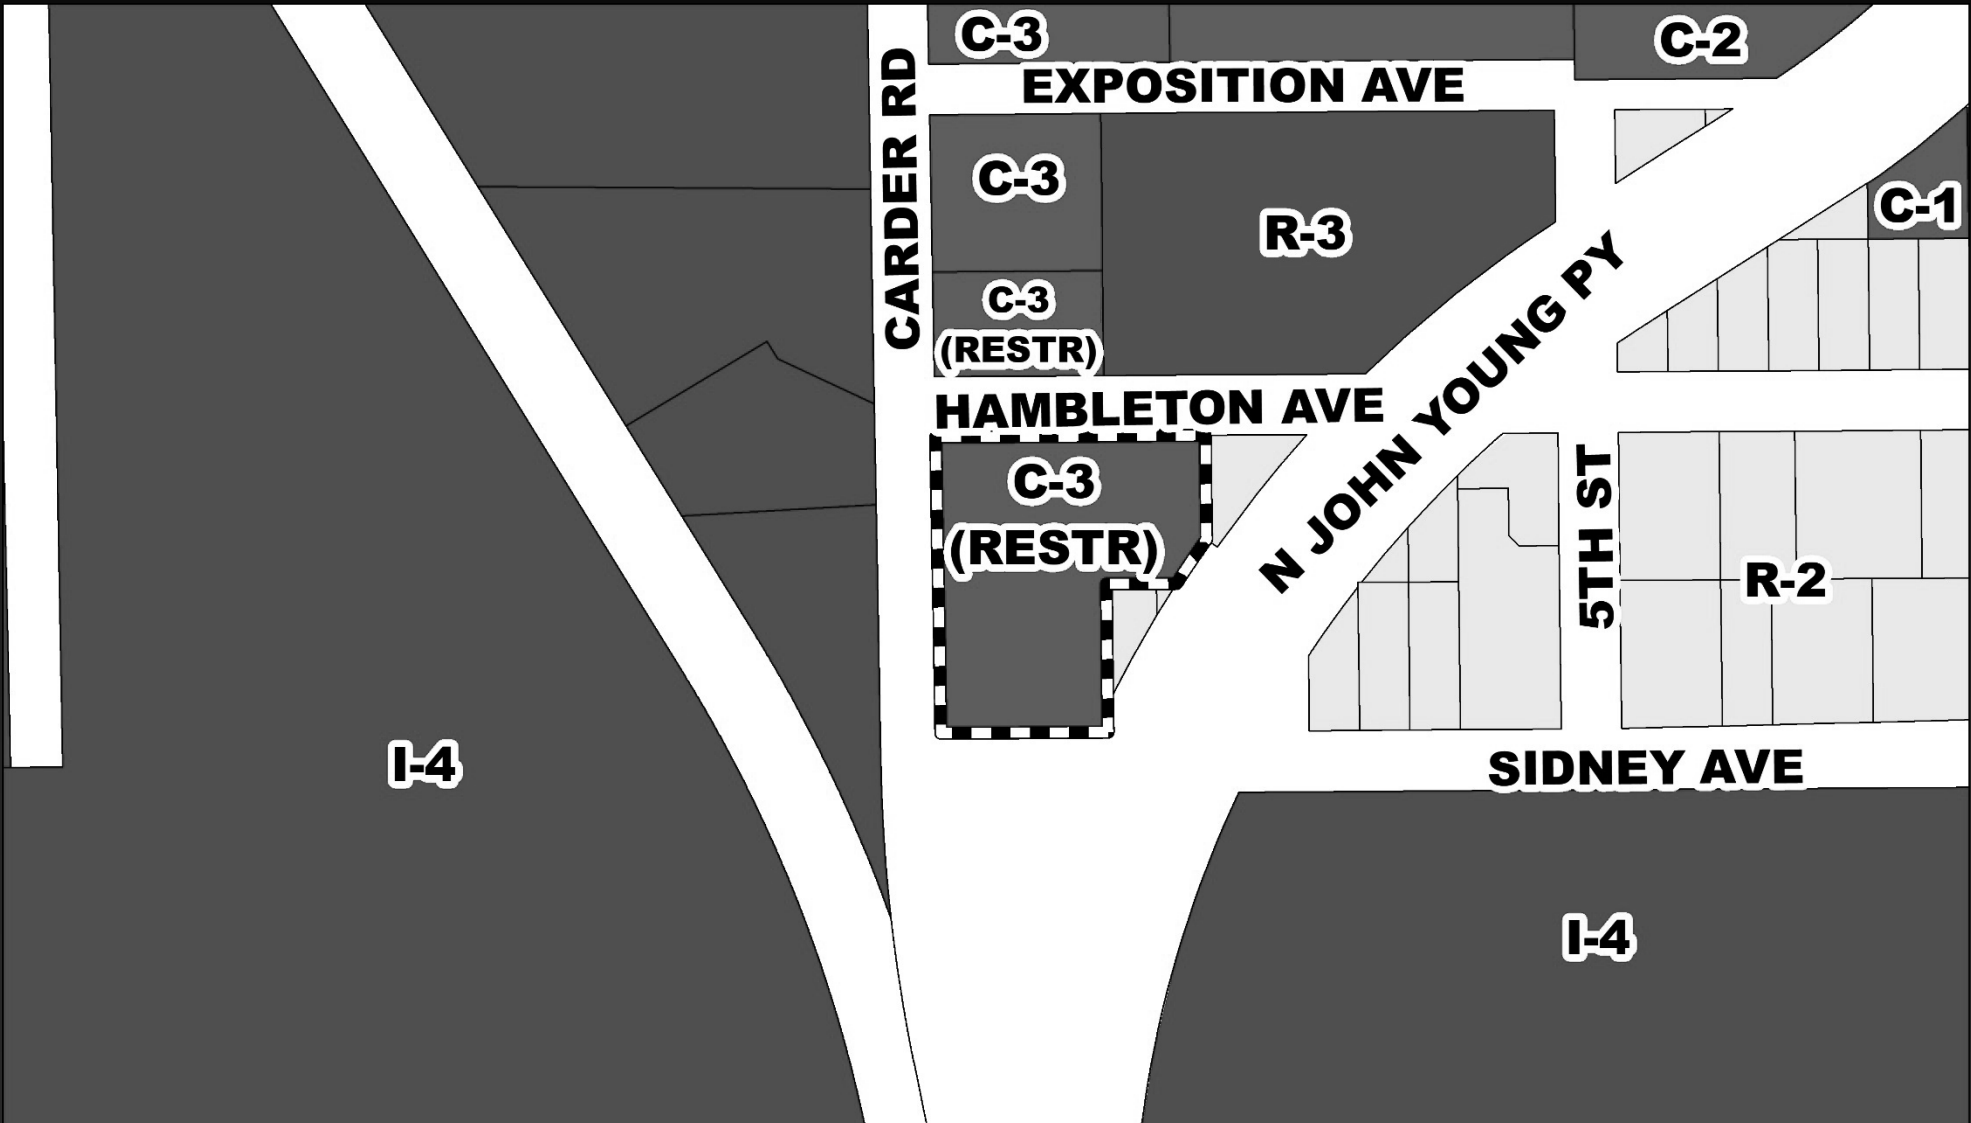 C-3
C-2
EXPOSITION AVE
CARDER RD
C-3
R-3
C-1
C-3
(RESTR)
HAMBLETON AVE
N JOHN YOUNG PY
C-3
(RESTR)
5TH ST
R-2
I-4
SIDNEY AVE
I-4